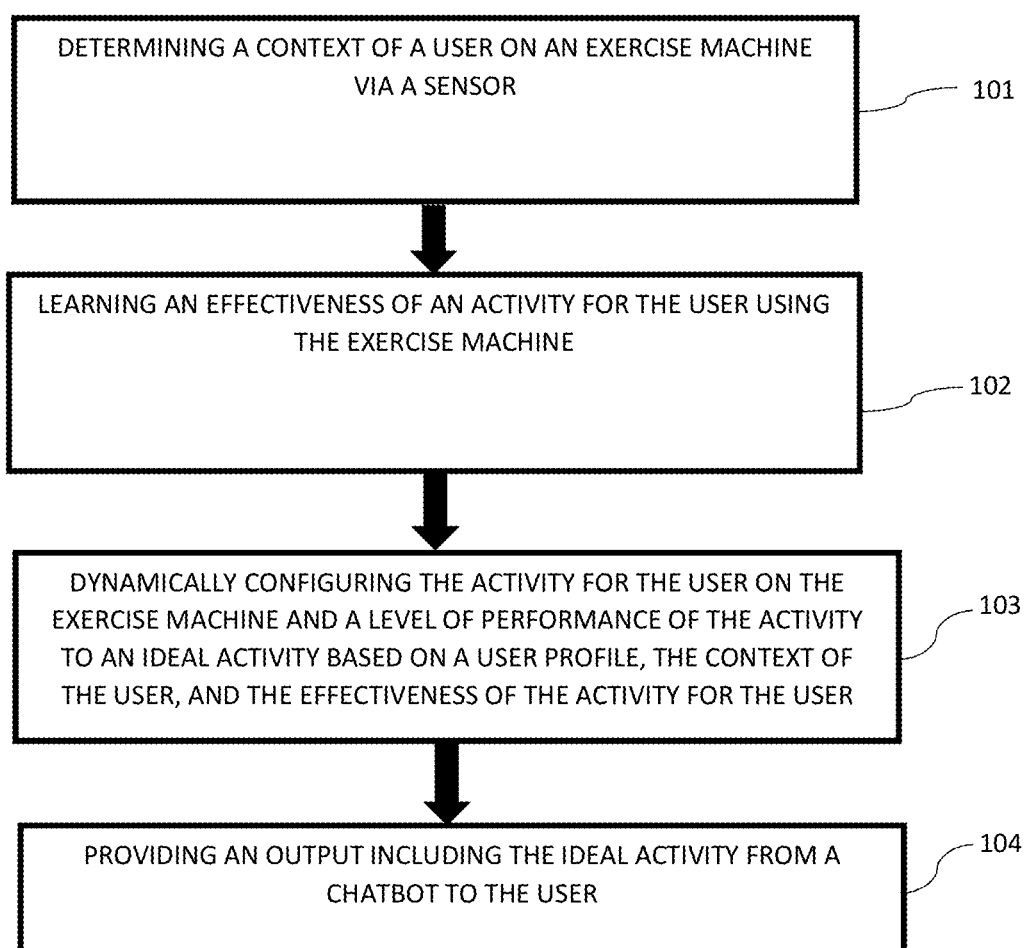 DETERMINING A CONTEXT OF A USER ON AN EXERCISE MACHINE
VIA A SENSOR
101
LEARNING AN EFFECTIVENESS OF AN ACTIVITY FOR THE USER USING
THE EXERCISE MACHINE
102
DYNAMICALLY CONFIGURING THE ACTIVITY FOR THE USER ON THE
EXERCISE MACHINE AND A LEVEL OF PERFORMANCE OF THE ACTIVITY
TO AN IDEAL ACTIVITY BASED ON A USER PROFILE, THE CONTEXT OF
THE USER, AND THE EFFECTIVENESS OF THE ACTIVITY FOR THE USER
103
PROVIDING AN OUTPUT INCLUDING THE IDEAL ACTIVITY FROM A
CHATBOT TO THE USER
104